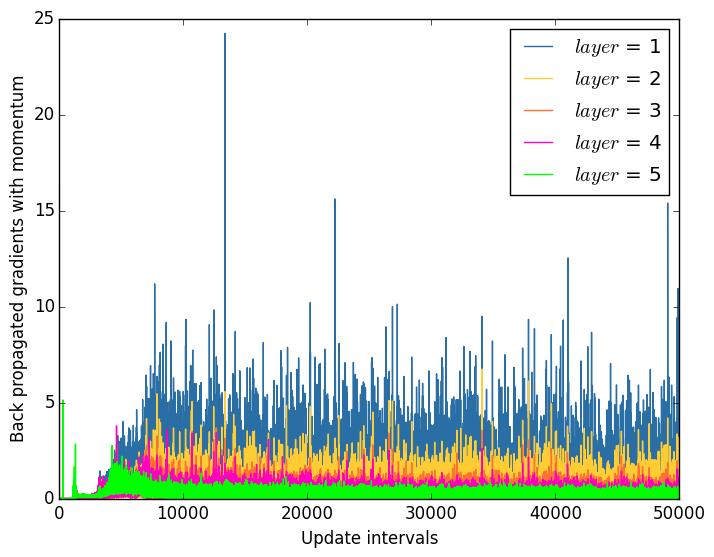 Back propagated gradients with momentum
25
20
15
10
5
0
layer = 1
layer = 2
layer = 3
layer = 4
layer = 5
0 10000 20000 30000 40000 50000
Update intervals